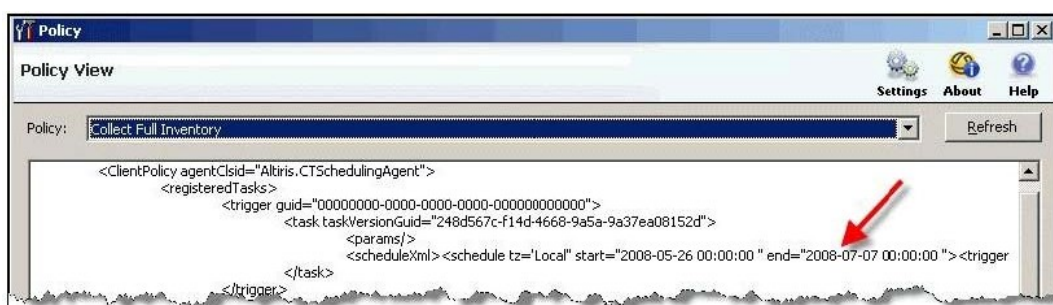 Policy
Policy View
Settings About Help
Policy: Collect Full Inventory Refresh
<ClientPolicy agentClsid="Altiris.CTSchedulingAgent">
<registeredTasks>
<trigger guid="00000000-0000-0000-0000-000000000000">
<task taskVersionGuid="248d567c-f14d-4668-9a5a-9a37ea08152d">
<params/>
<scheduleXml><schedule tz='Local" start="2008-05-26 00:00:00 " end="2008-07-07 00:00:00 "><trigger
</task>
</trigger>